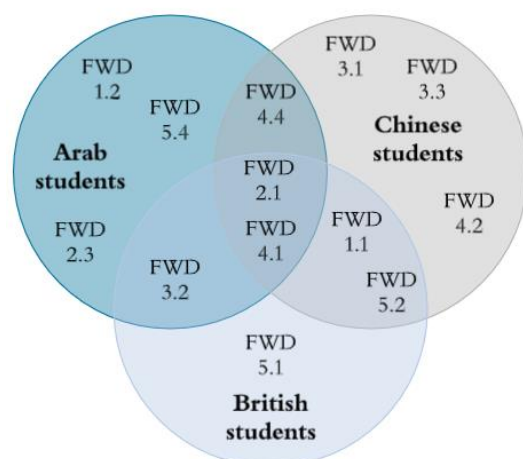 FWD
3.1
FWD
1.2
FWD
3.3
FWD
4.4
FWD
5.4
Chinese
students
Arab
students
FWD
2.1
FWD
4.2
FWD
1.1
FWD
2.3
FWD
4.1
FWD
3.2
FWD
5.2
FWD
5.1
British
students